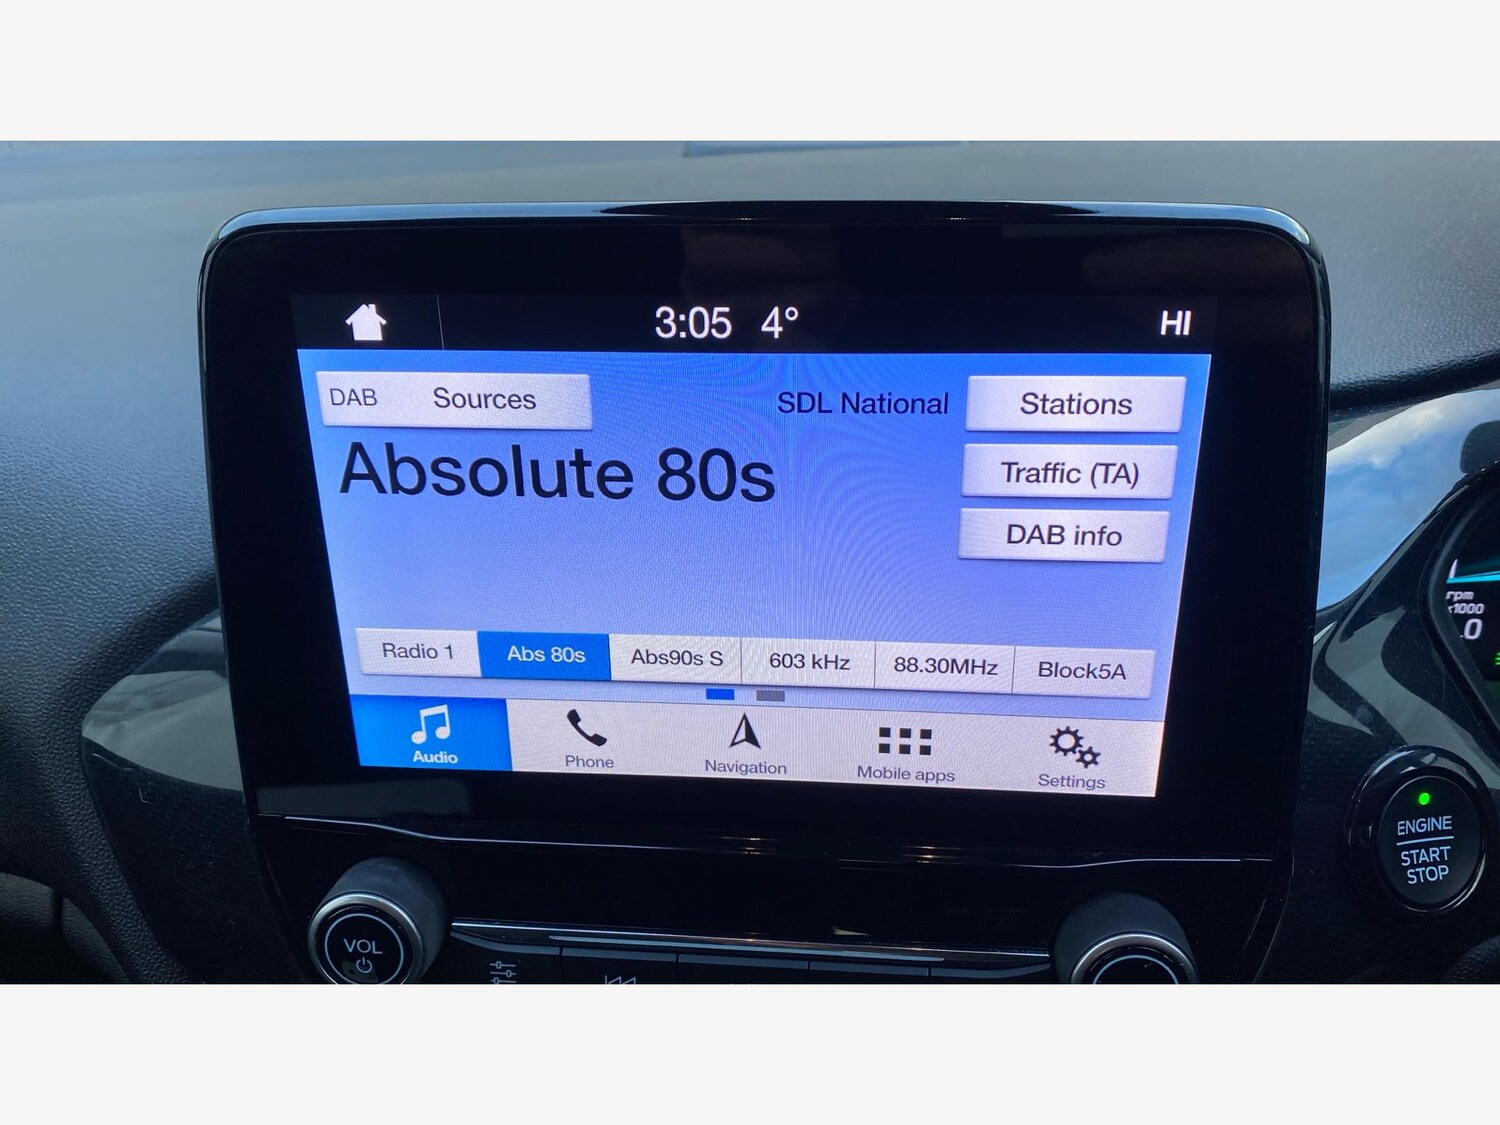 3:05 4° HI
DAB Sources SDL National Stations
Absolute 80s
Traffic (TA)
DAB info
Radio 1 Abs 80s Abs90s S 603 kHz 88.30MHz Block5A
Audio Phone Navigation Mobile apps Settings
rpm
x1000
ENGINE
START
STOP
VOL